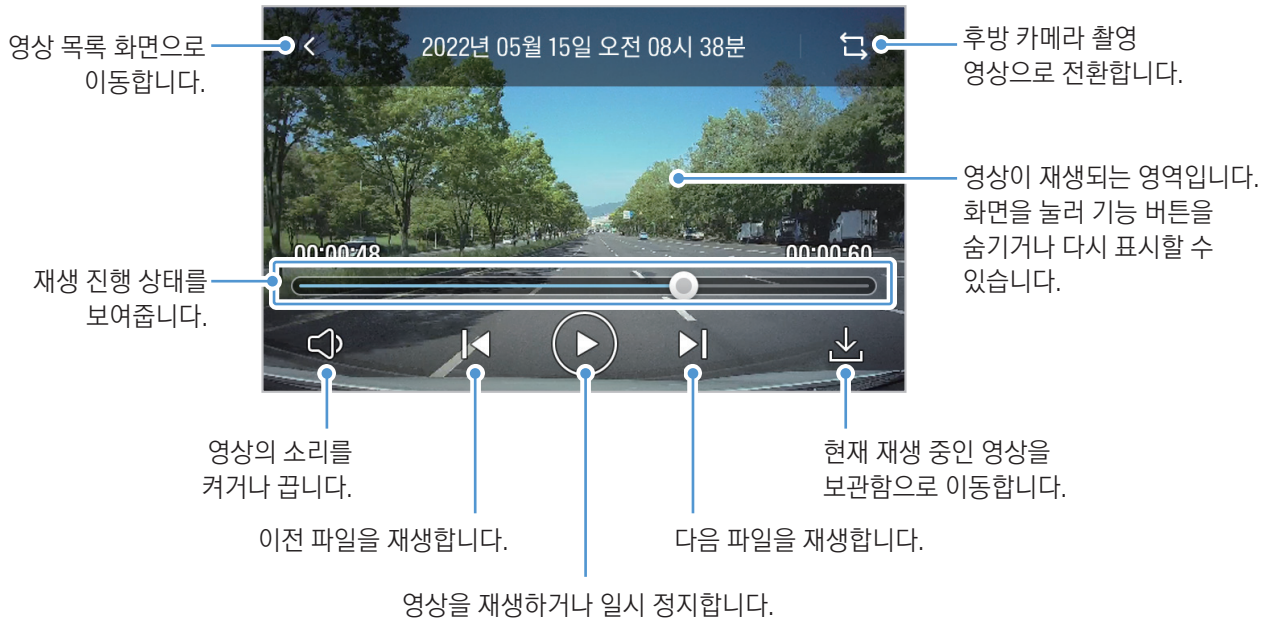 영상 목록 화면으로
이동합니다.
2022년 05월 15일 오전 08시 38분
후방 카메라 촬영
영상으로 전환합니다.
영상이 재생되는 영역입니다.
화면을 눌러 기능 버튼을
숨기거나 다시 표시할 수
있습니다.
00:00:48
00:00:60
재생 진행 상태를
보여줍니다.
영상의 소리를
켜거나 끕니다.
현재 재생 중인 영상을
보관함으로 이동합니다.
이전 파일을 재생합니다.
다음 파일을 재생합니다.
영상을 재생하거나 일시 정지합니다.